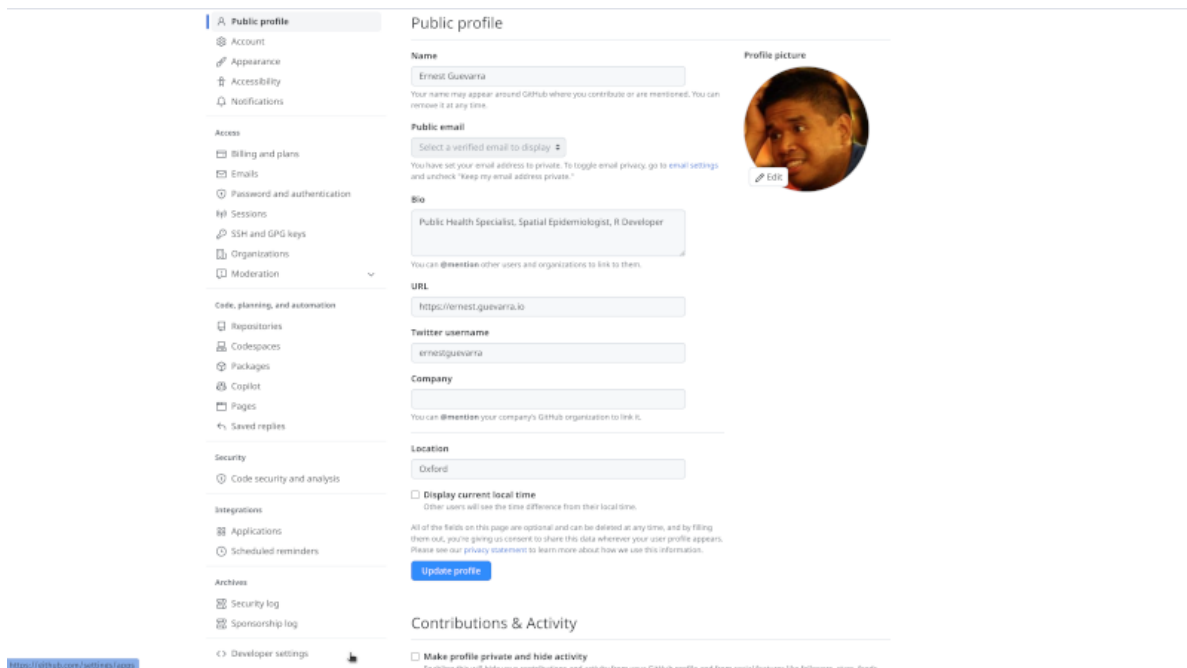 Public profile
Account
Appearance
Accessibility
Notifications
Access
Billing and plans
Emails
Password and authentication
Sessions
SSH and GPG keys
Organizations
Moderation
Code, planning, and automation
Repositories
Codespaces
Packages
Copilot
Pages
Saved replies
Security
Code security and analysis
Integrations
Applications
Scheduled reminders
Archives
Security log
Sponsorship log
<> Developer settings
https://github.com/settings/apps
Public profile
Name
Ernest Guevarra
Your name may appear around GitHub where you contribute or are mentioned. You can
remove it at any time.
Public email
Select a verified email to display
You have set your email address to private. To toggle email privacy, go to email settings
and uncheck "Keep my email address private."
Bio
Public Health Specialist, Spatial Epidemiologist, R Developer
You can @mention other users and organizations to link to them.
URL
https://ernest.guevarra.io
Twitter username
ernestguevarra
Company
You can @mention your company's GitHub organization to link it.
Location
Oxford
Display current local time
Other users will see the time difference from their local time.
All of the fields on this page are optional and can be deleted at any time, and by filling
them out, you're giving us consent to share this data wherever your user profile appears.
Please see our privacy statement to learn more about how we use this information.
Update profile
Contributions & Activity
Make profile private and hide activity
Profile picture
Edit